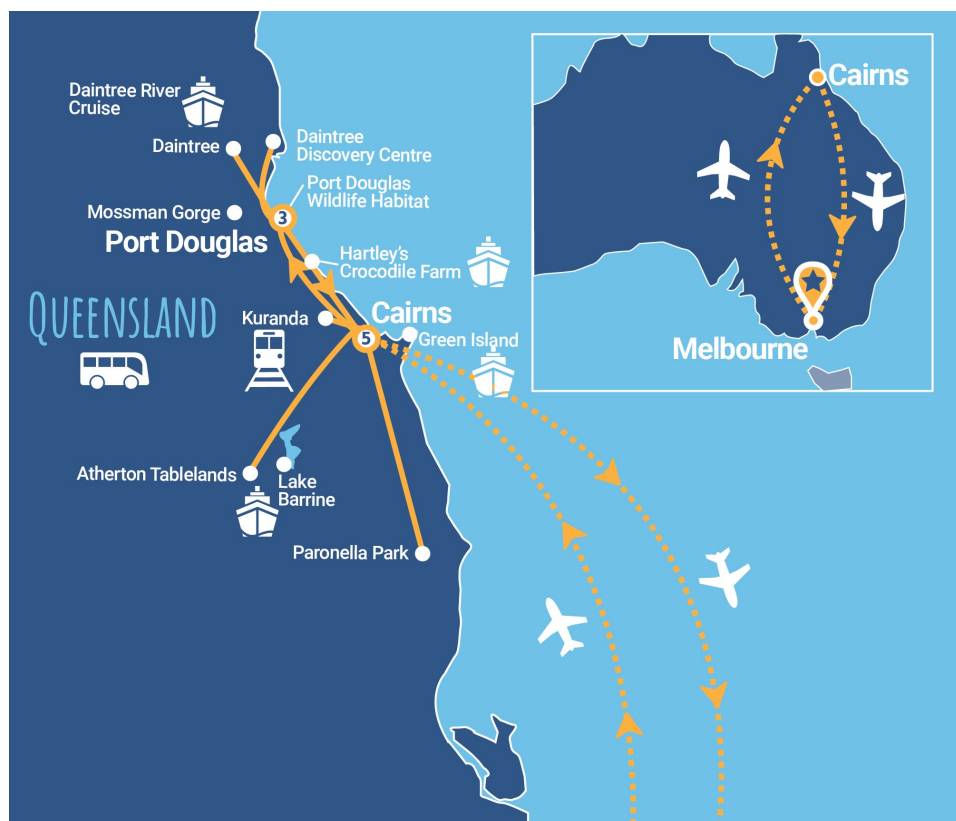 Daintree River
Cruise
Daintree
Daintree
Discovery Centre
Port Douglas
Wildlife Habitat
Mossman Gorge
3
Port Douglas
Hartley's
Crocodile Farm
QUEENSLAND
Kuranda
Cairns
5
Green Island
Atherton Tablelands
Lake
Barrine
Paronella Park
Cairns
Melbourne